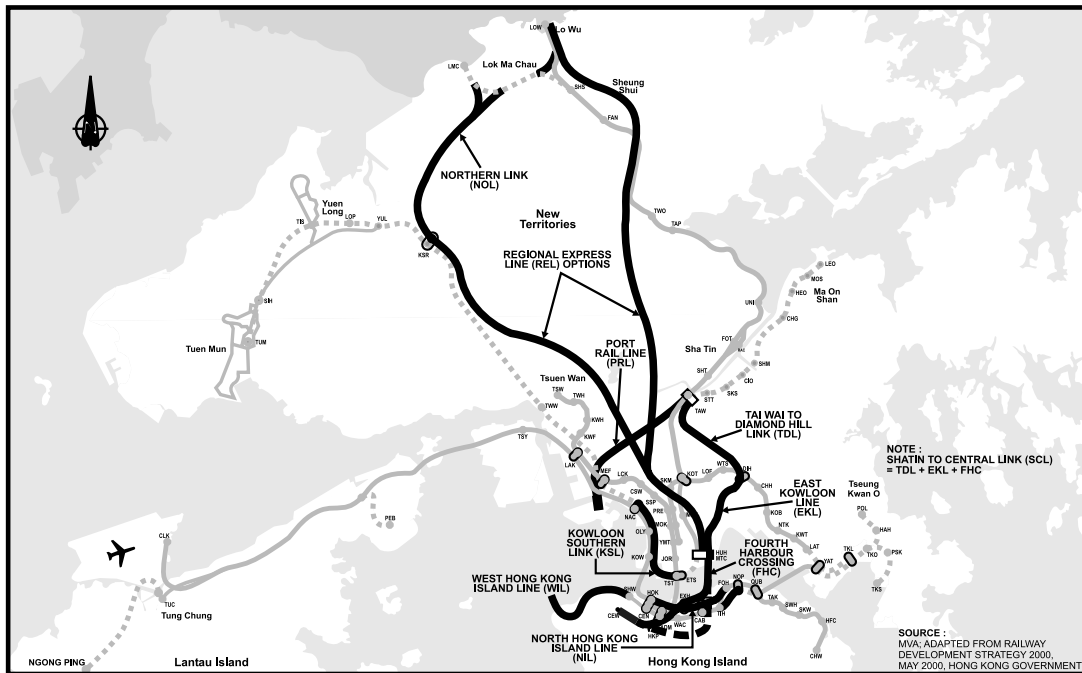 LOW
Lo Wu
LMC
Lok Ma Chau
SHS
Sheung
Shui
FAN
NORTHERN LINK
(NOL)
Yuen
Long
TIS
LOP
YUL
KSR
New
Territories
TWO
TAP
REGIONAL EXPRESS
LINE (REL) OPTIONS
LEO
MOS
HEO
Ma On
Shan
CHG
UNI
SIH
TUM
Tuen Mun
PORT
RAIL LINE
(PRL)
Sha Tin
FOT
RAC
SHM
SHT
CIO
SKS
STT
TAW
Tsuen Wan
TSW
TWH
TWW
KWH
KWF
TSY
LAK
MEF
LCK
TAI WAI TO
DIAMOND HILL
LINK (TDL)
NOTE :
SHATIN TO CENTRAL LINK (SCL)
= TDL + EKL + FHC
SKM
KOT
LOF
WTS
DIH
CHH
EAST
KOWLOON
LINE
(EKL)
Tseung
Kwan O
POL
CSW
SSP
PRE
NAC
MOK
OLY
YMT
KOB
NTK
KWT
HAH
LAT
TKL
TKO
PSK
YAT
TKS
PEB
CLK
KOWLOON
SOUTHERN
LINK (KSL)
KOW
JOR
HUH
MTC
FOURTH
HARBOUR
CROSSING
(FHC)
TST
ETS
WEST HONG KONG
ISLAND LINE (WIL)
SHW
HOK
EXH
FOH
NOP
QUB
TAK
SWH
SKW
HFC
CHW
CEW
CEN
WAC
CAB
TIH
HKP
TUC
Tung Chung
NORTH HONG KONG
ISLAND LINE
(NIL)
NGONG PING
Lantau Island
Hong Kong Island
SOURCE :
MVA; ADAPTED FROM RAILWAY
DEVELOPMENT STRATEGY 2000,
MAY 2000, HONG KONG GOVERNMENT